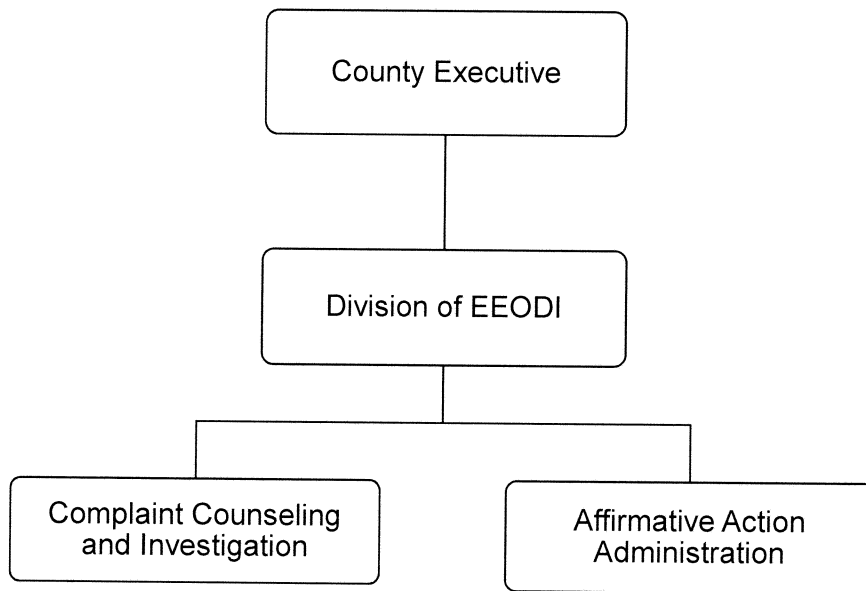 County Executive
Division of EEODI
Complaint Counseling
and Investigation
Affirmative Action
Administration